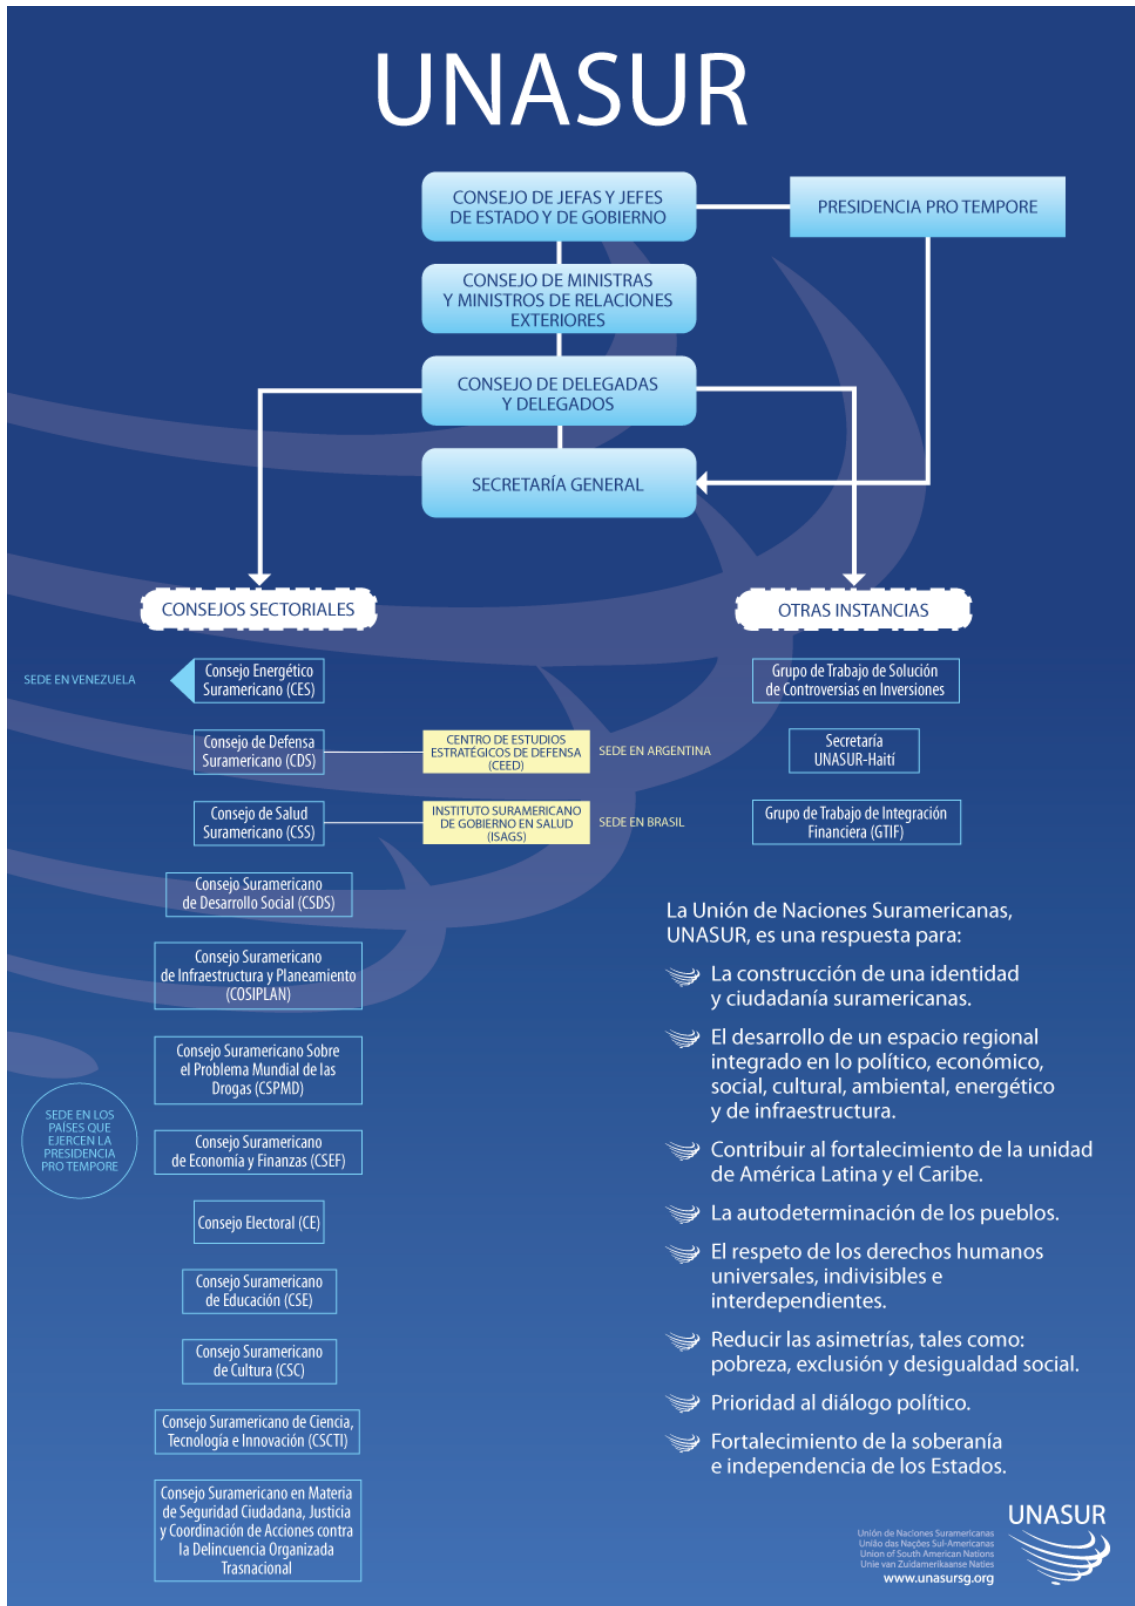 UNASUR
CONSEJO DE JEFAS Y JEFES
DE ESTADO Y DE GOBIERNO
PRESIDENCIA PRO TEMPORE
CONSEJO DE MINISTRAS
Y MINISTROS DE RELACIONES
EXTERIORES
CONSEJO DE DELEGADAS
Y DELEGADOS
SECRETARÍA GENERAL
CONSEJOS SECTORIALES
SEDE EN VENEZUELA
Consejo Energético
Suramericano (CES)
Consejo de Defensa
Suramericano (CDS)
CENTRO DE ESTUDIOS
ESTRATÉGICOS DE DEFENSA
(CEED)
SEDE EN ARGENTINA
Consejo de Salud
Suramericano (CSS)
INSTITUTO SURAMERICANO
DE GOBIERNO EN SALUD
(ISAGS)
SEDE EN BRASIL
Consejo Suramericano
de Desarrollo Social (CSDS)
Consejo Suramericano
de Infraestructura y Planeamiento
(COSIPLAN)
Consejo Suramericano Sobre
el Problema Mundial de las
Drogas (CSPMD)
SEDE EN LOS
PAÍSES QUE
EJERCEN LA
PRESIDENCIA
PRO TEMPORE
Consejo Suramericano
de Economía y Finanzas (CSEF)
Consejo Electoral (CE)
Consejo Suramericano
de Educación (CSE)
Consejo Suramericano
de Cultura (CSC)
Consejo Suramericano de Ciencia,
Tecnología e Innovación (CSCTI)
Consejo Suramericano en Materia
de Seguridad Ciudadana, Justicia
y Coordinación de Acciones contra
la Delincuencia Organizada
Trasnacional
OTRAS INSTANCIAS
Grupo de Trabajo de Solución
de Controversias en Inversiones
Secretaría
UNASUR-Haití
Grupo de Trabajo de Integración
Financiera (GTIF)
La Unión de Naciones Suramericanas,
UNASUR, es una respuesta para:
La construcción de una identidad
y ciudadanía suramericanas.
El desarrollo de un espacio regional
integrado en lo político, económico,
social, cultural, ambiental, energético
y de infraestructura.
Contribuir al fortalecimiento de la unidad
de América Latina y el Caribe.
La autodeterminación de los pueblos.
El respeto de los derechos humanos
universales, indivisibles e
interdependientes.
Reducir las asimetrías, tales como:
pobreza, exclusión y desigualdad social.
Prioridad al diálogo político.
Fortalecimiento de la soberanía
e independencia de los Estados.
UNASUR
Unión de Naciones Suramericanas
União das Nações Sul-Americanas
Union of South American Nations
Unie van Zuidamerikaanse Naties
www.unasursg.org